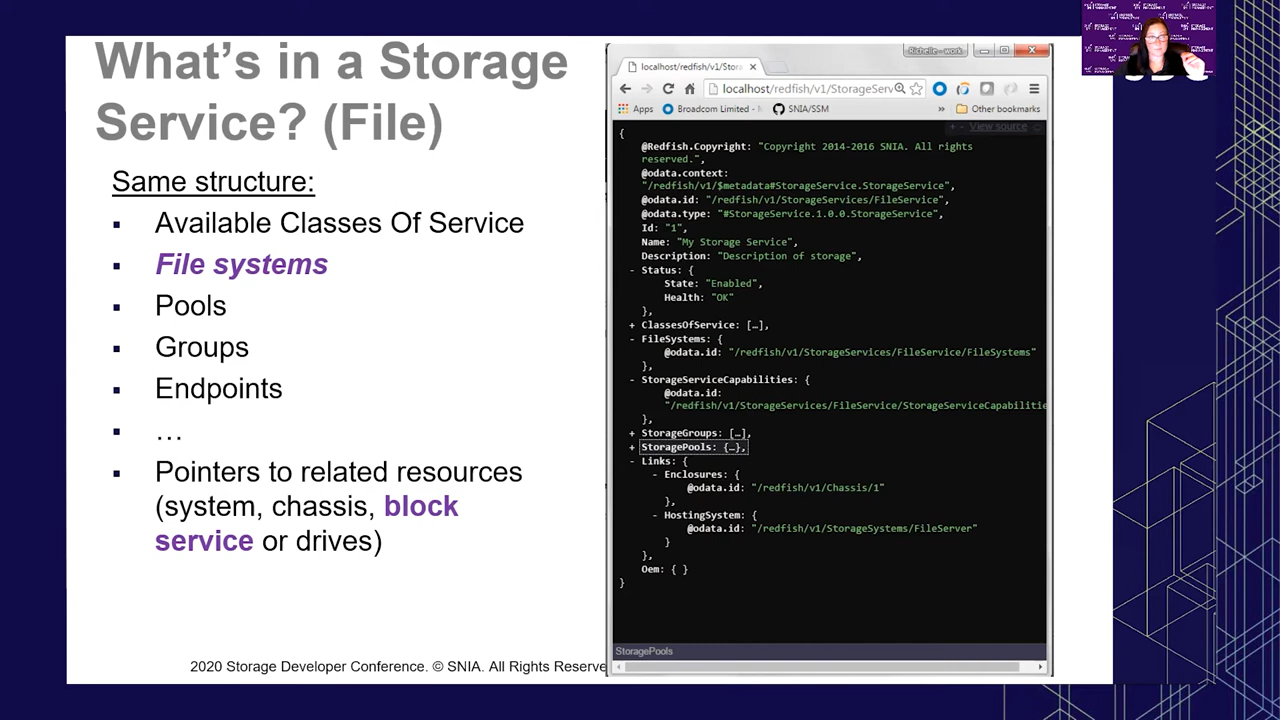 What's in a Storage
Service? (File)
Same structure:
▪ Available Classes Of Service
▪ File systems
▪ Pools
▪ Groups
▪ Endpoints
▪ …
▪ Pointers to related resources
(system, chassis, block
service or drives)
2020 Storage Developer Conference. © SNIA. All Rights Reserve
Richelle - work
localhost/redfish/v1/Stor
localhost/redfish/v1/StorageServ
Apps Broadcom Limited - SNIA/SSM » Other bookmarks
+ - View source
{
@Redfish.Copyright: "Copyright 2014-2016 SNIA. All rights
reserved.",
@odata.context:
"/redfish/v1/$metadata#StorageService.StorageService",
@odata.id: "/redfish/v1/StorageServices/FileService",
@odata.type: "#StorageService.1.0.0.StorageService",
Id: "1",
Name: "My Storage Service",
Description: "Description of storage",
- Status: {
State: "Enabled",
Health: "OK"
},
+ ClassesOfService: […],
- FileSystems: {
@odata.id: "/redfish/v1/StorageServices/FileService/FileSystems"
},
- StorageServiceCapabilities: {
@odata.id:
"/redfish/v1/StorageServices/FileService/StorageServiceCapabilitie
},
+ StorageGroups: […],
+ StoragePools: {…},
- Links: {
- Enclosures: {
@odata.id: "/redfish/v1/Chassis/1"
},
- HostingSystem: {
@odata.id: "/redfish/v1/StorageSystems/FileServer"
}
},
Oem: { }
}
StoragePools